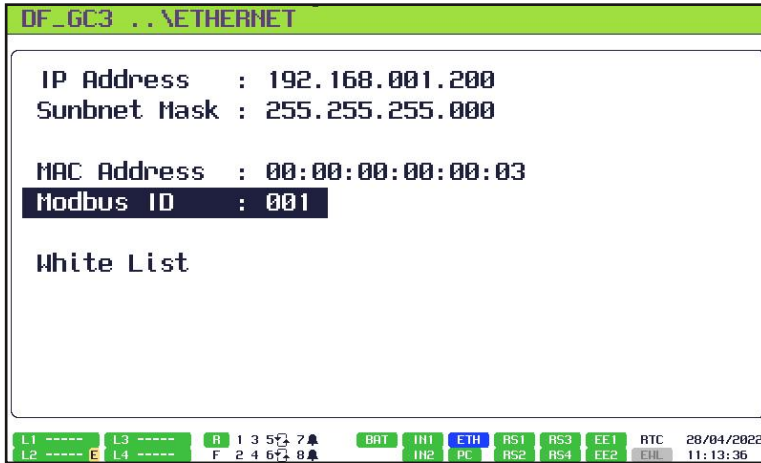 DF_GC3 ..\ETHERNET
IP Address : 192.168.001.200
Sunbnet Mask : 255.255.255.000
MAC Address : 00:00:00:00:00:03
Modbus ID : 001
White List
L1 ----- L3 ----- R 1 3 5 7 BAT IN1 ETH RS1 RS3 EE1 RTC 28/04/2022
L2 ----- E L4 ----- F 2 4 6 8 IN2 PC RS2 RS4 EE2 EWL 11:13:36